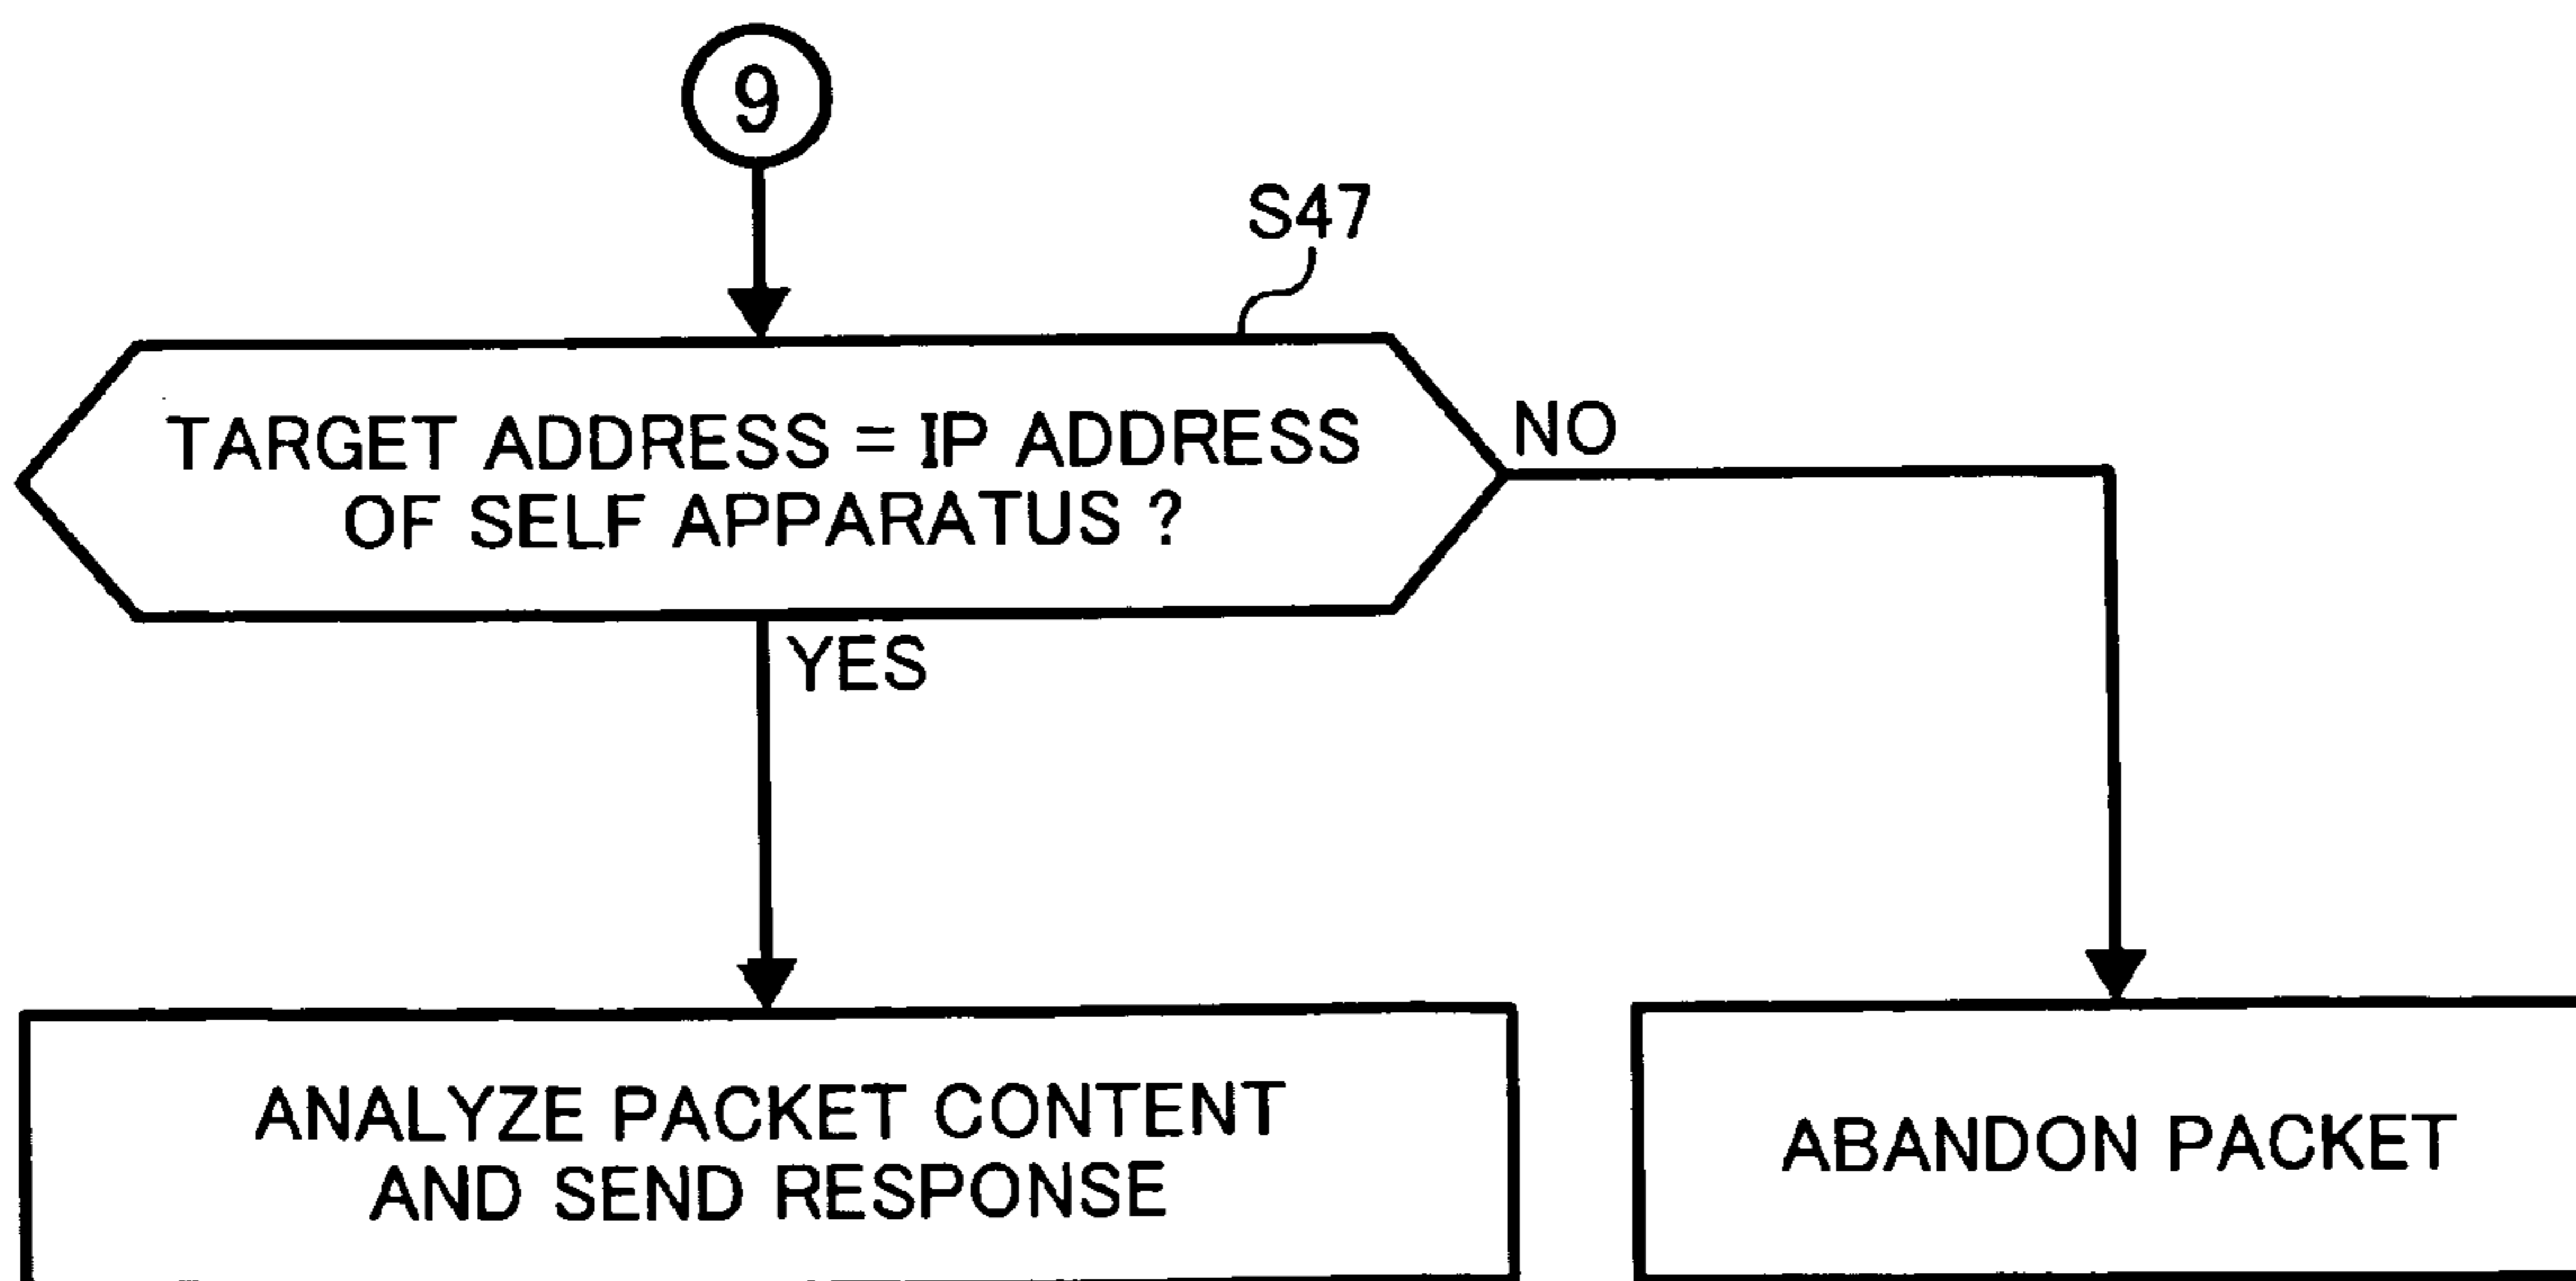 9
S47
TARGET ADDRESS = IP ADDRESS
OF SELF APPARATUS ?
NO
YES
ANALYZE PACKET CONTENT
AND SEND RESPONSE
ABANDON PACKET